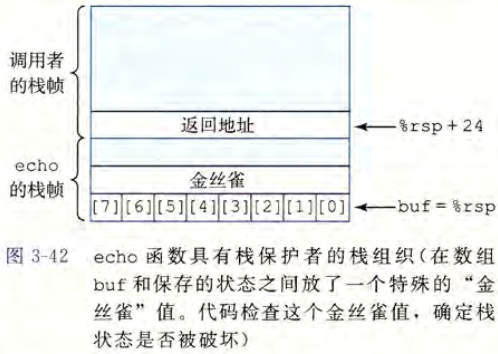 调用者
的栈帧
返回地址
%rsp+24
echo
的栈帧
金丝雀
[7][6][5][4][3][2][1][0]
buf=%rsp
图 3-42 echo 函数具有栈保护者的栈组织(在数组
buf 和保存的状态之间放了一个特殊的“金
丝雀”值。代码检查这个金丝雀值，确定栈
状态是否被破坏)